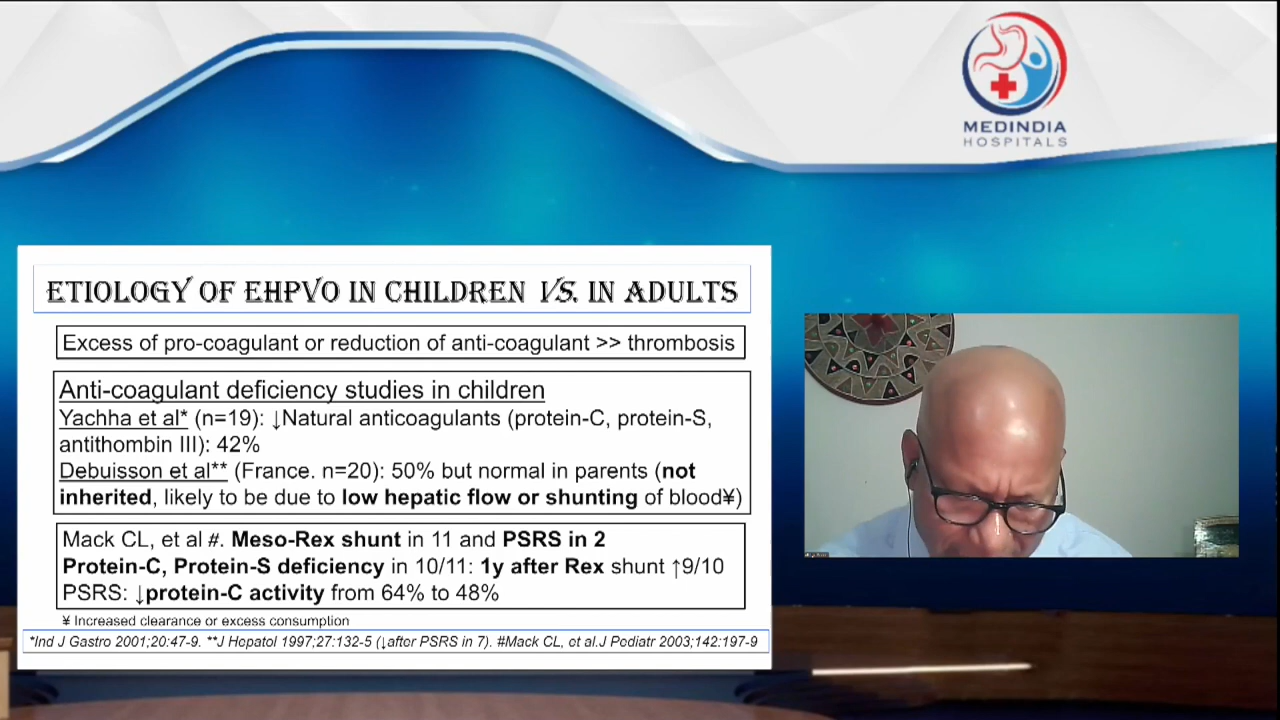 MEDINDIA
HOSPITALS
ETIOLOGY OF EHPVO IN CHILDREN VS. IN ADULTS
Excess of pro-coagulant or reduction of anti-coagulant >> thrombosis
Anti-coagulant deficiency studies in children
Yachha et al* (n=19): ↓Natural anticoagulants (protein-C, protein-S,
antithombin III): 42%
Debuisson et al** (France. n=20): 50% but normal in parents (not
inherited, likely to be due to low hepatic flow or shunting of blood¥)
Mack CL, et al #. Meso-Rex shunt in 11 and PSRS in 2
Protein-C, Protein-S deficiency in 10/11: 1y after Rex shunt ↑9/10
PSRS: ↓protein-C activity from 64% to 48%
¥ Increased clearance or excess consumption
*Ind J Gastro 2001;20:47-9. **J Hepatol 1997;27:132-5 (↓after PSRS in 7). #Mack CL, et al.J Pediatr 2003;142:197-9